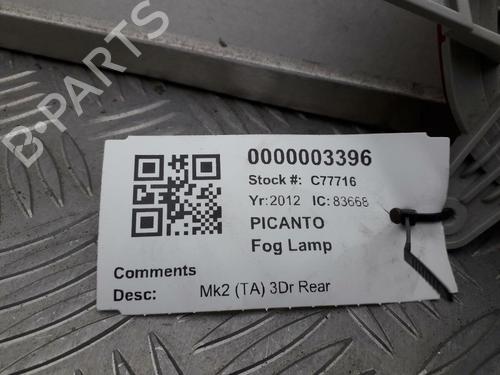 B-PARTS
0000003396
Stock #: C77716
Yr:2012 IC:83668
PICANTO
Fog Lamp
Comments
Desc: Mk2 (TA) 3Dr Rear